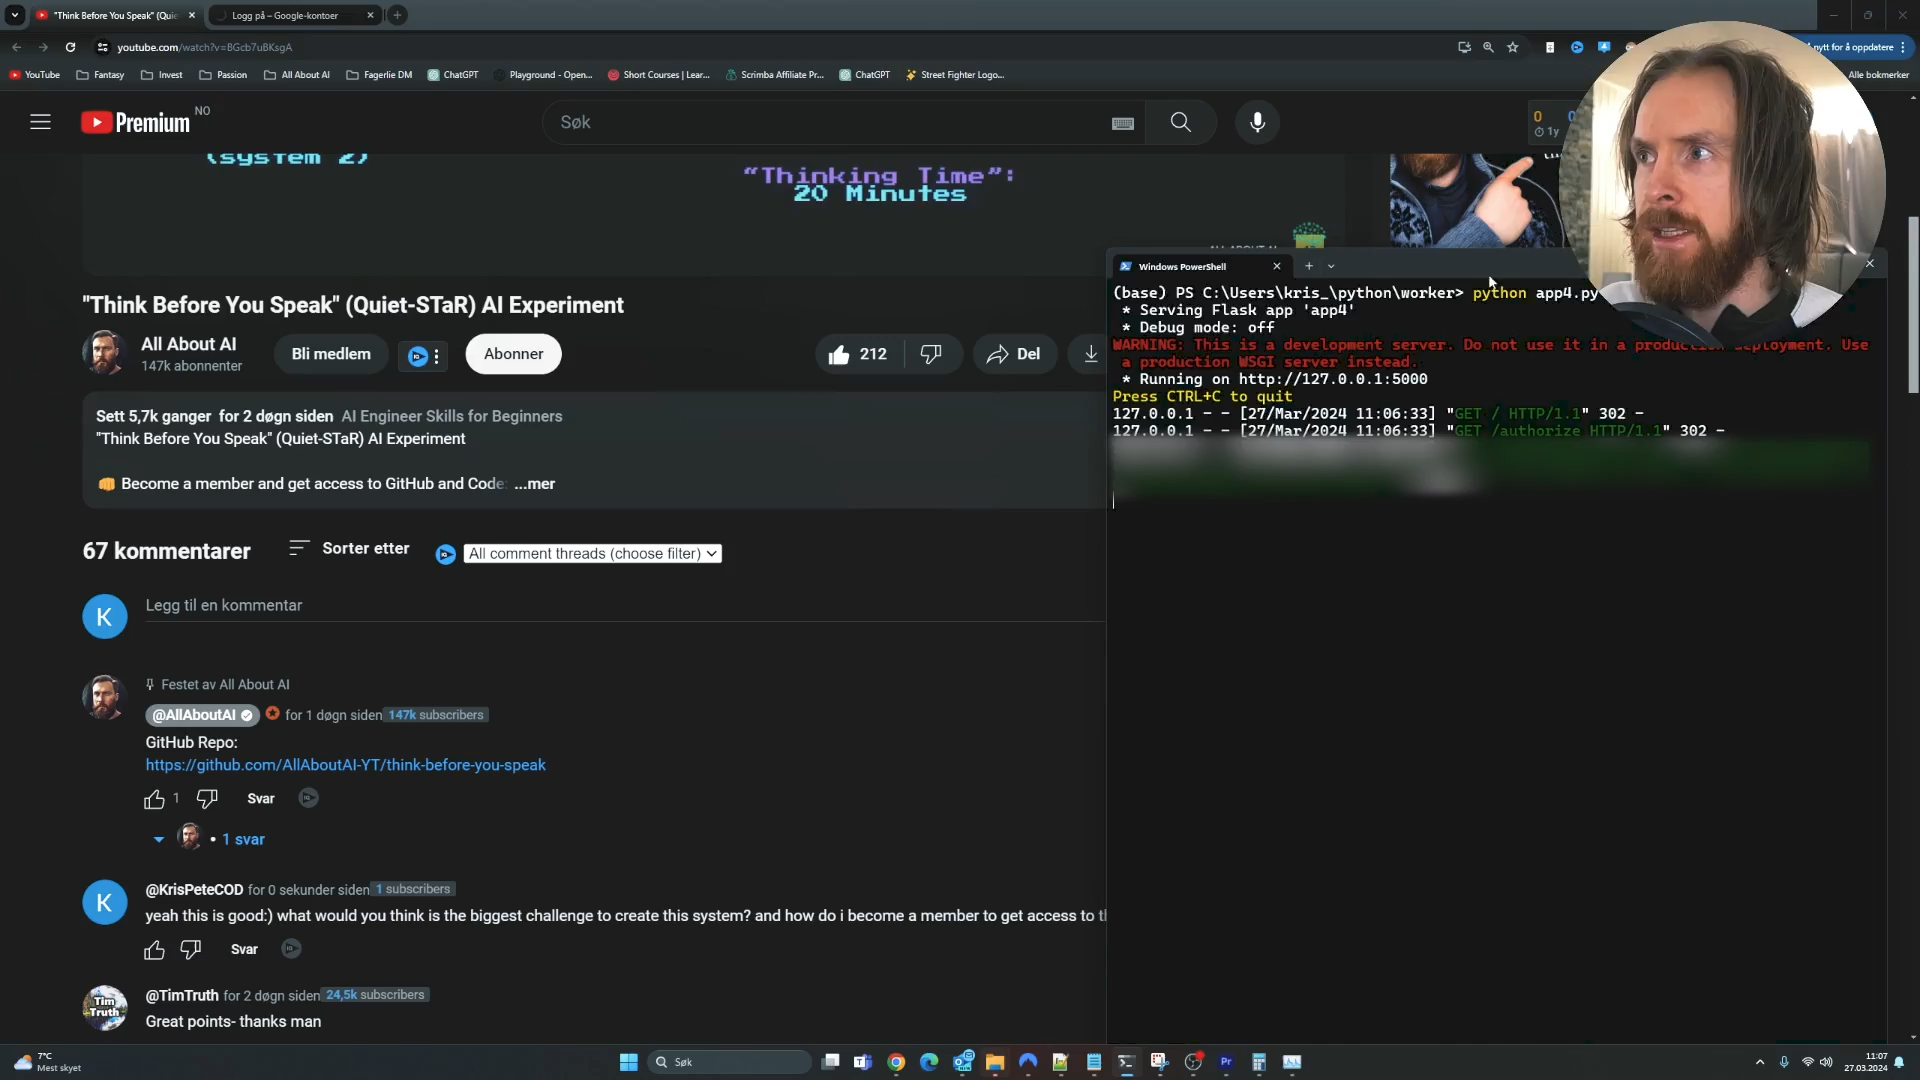 "Think Before You Speak" (Quie
Logg på – Google-kontoer
youtube.com/watch?v=BGcb7uBKsgA
nytt for å oppdatere
YouTube
Fantasy
Invest
Passion
All About AI
Fagerlie DM
ChatGPT
Playground - Open...
Short Courses | Lear...
Scrimba Affiliate Pr...
ChatGPT
Street Fighter Logo...
Alle bokmerker
Premium
NO
Søk
0
1y
(system 2)
"Thinking Time":
20 Minutes
"Think Before You Speak" (Quiet-STaR) AI Experiment
All About AI
147k abonnenter
Bli medlem
Abonner
212
Del
Sett 5,7k ganger for 2 døgn siden AI Engineer Skills for Beginners
"Think Before You Speak" (Quiet-STaR) AI Experiment
Become a member and get access to GitHub and Code: ...mer
67 kommentarer
Sorter etter
All comment threads (choose filter)
K
Legg til en kommentar
Festet av All About AI
@AllAboutAI
for 1 døgn siden
147k subscribers
GitHub Repo:
https://github.com/AllAboutAI-YT/think-before-you-speak
1
Svar
1 svar
K
@KrisPeteCOD for 0 sekunder siden 1 subscribers
yeah this is good:) what would you think is the biggest challenge to create this system? and how do i become a member to get access to
Svar
Tim
Truth
@TimTruth for 2 døgn siden 24,5k subscribers
Great points- thanks man
Windows PowerShell
(base) PS C:\Users\kris_\python\worker> python app4.py
* Serving Flask app 'app4'
* Debug mode: off
WARNING: This is a development server. Do not use it in a production deployment. Use
a production WSGI server instead.
* Running on http://127.0.0.1:5000
Press CTRL+C to quit
127.0.0.1 - - [27/Mar/2024 11:06:33] "GET / HTTP/1.1" 302 -
127.0.0.1 - - [27/Mar/2024 11:06:33] "GET /authorize HTTP/1.1" 302 -
7°C
Mest skyet
Søk
Pr
11:07
27.03.2024